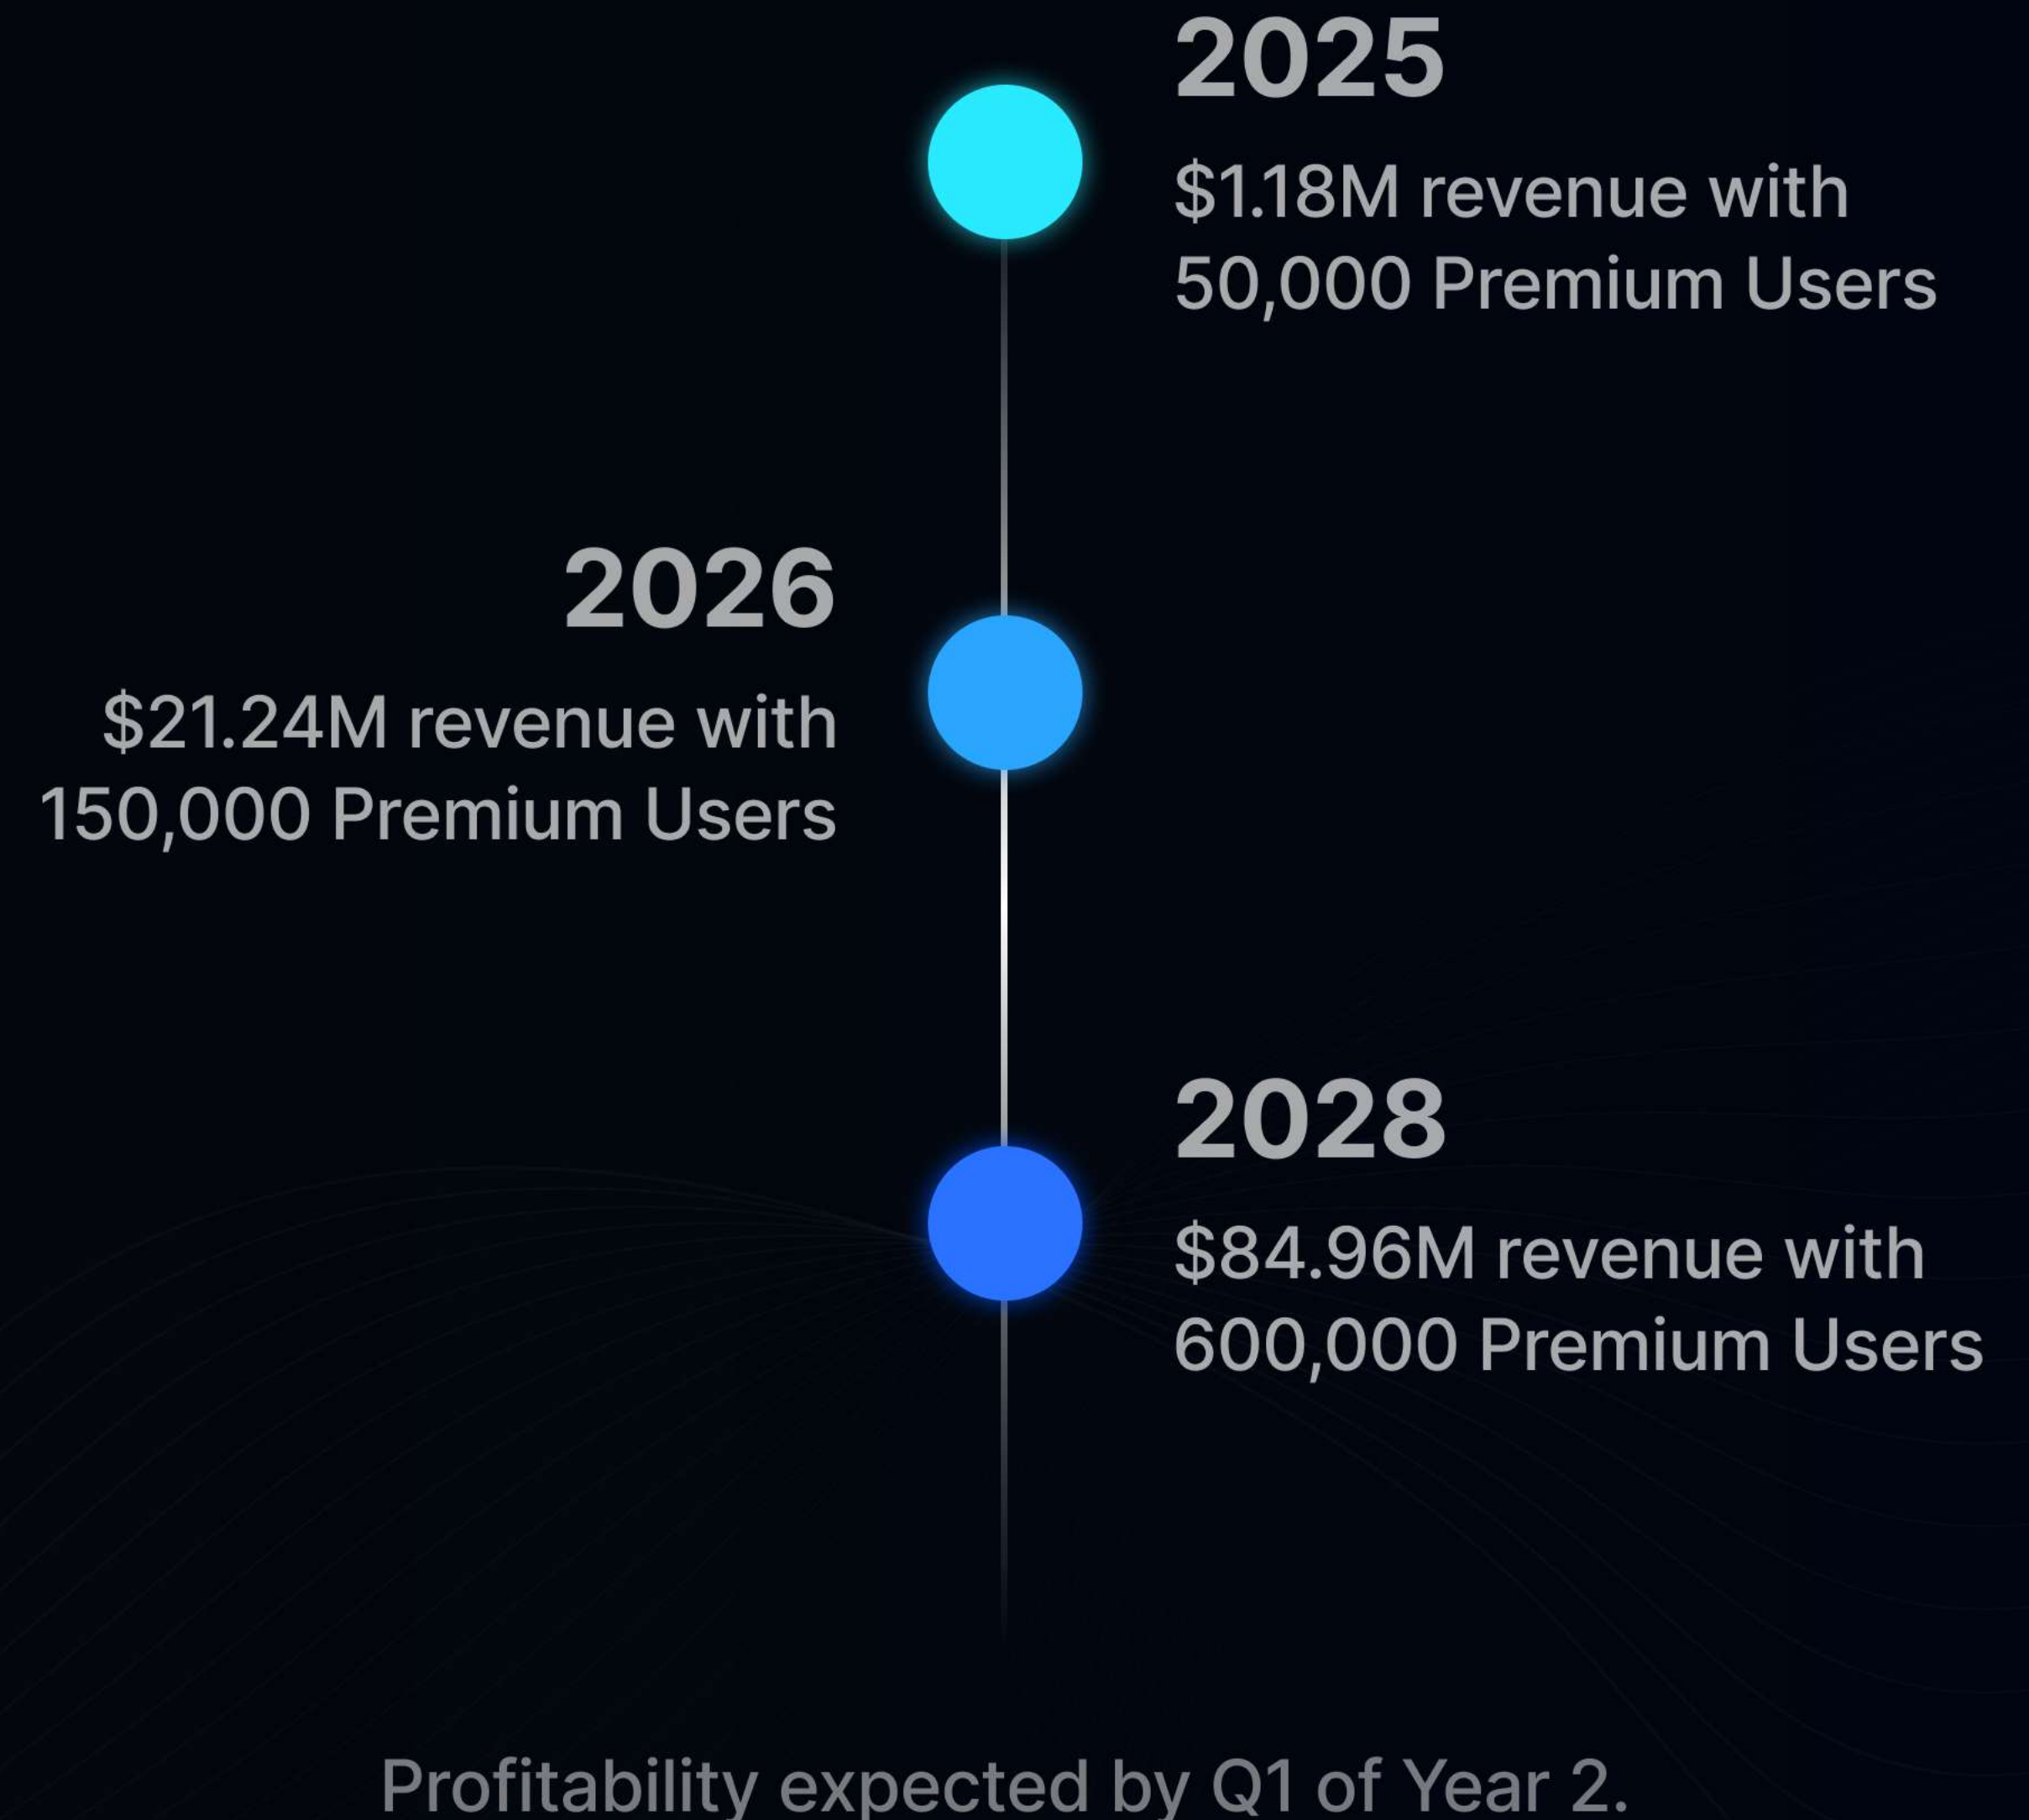 2025
$1.18M revenue with
50,000 Premium Users
2026
$21.24M revenue with
150,000 Premium Users
2028
$84.96M revenue with
600,000 Premium Users
Profitability expected by Q1 of Year 2.